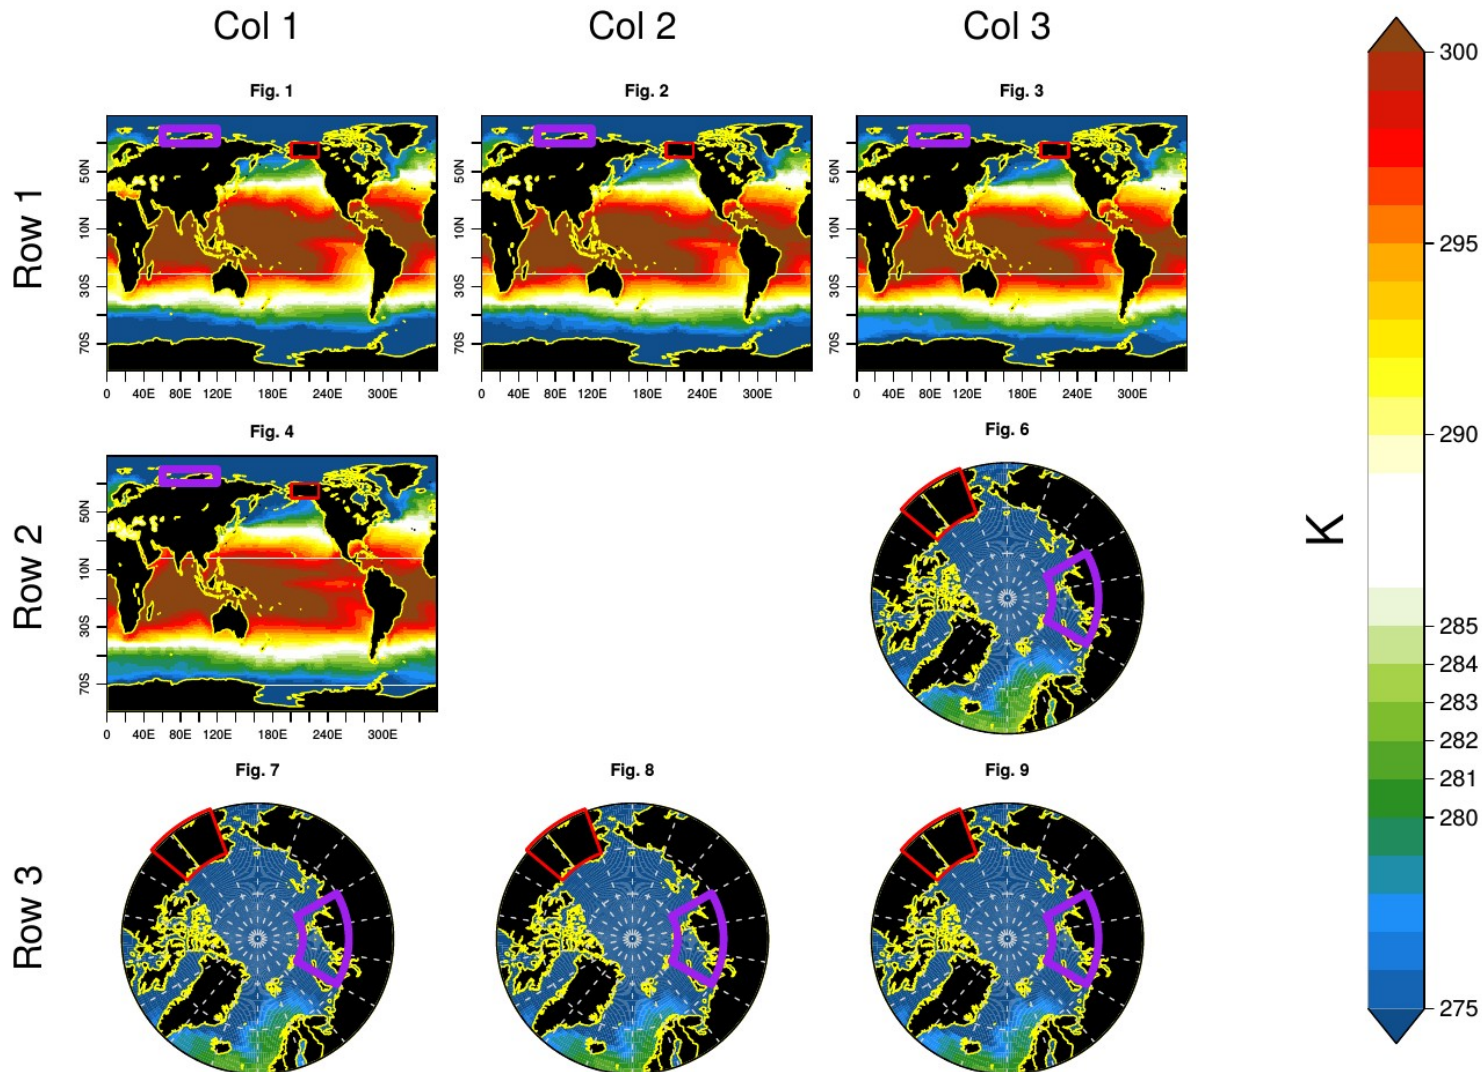 Col 1 Col 2 Col 3
Row 1
Row 2
Row 3
Fig. 1 Fig. 2 Fig. 3
50N
10N
30S
70S
0 40E 80E 120E 240E 300E
50N
10N
30S
70S
0 40E 80E 120E 240E 300E
50N
10N
30S
70S
0 40E 80E 120E 240E 300E
Fig. 4 Fig. 6
50N
10N
30S
70S
0 40E 80E 120E 240E 300E
Fig. 7 Fig. 8 Fig. 9
K
300
295
290
285
284
283
282
281
280
275